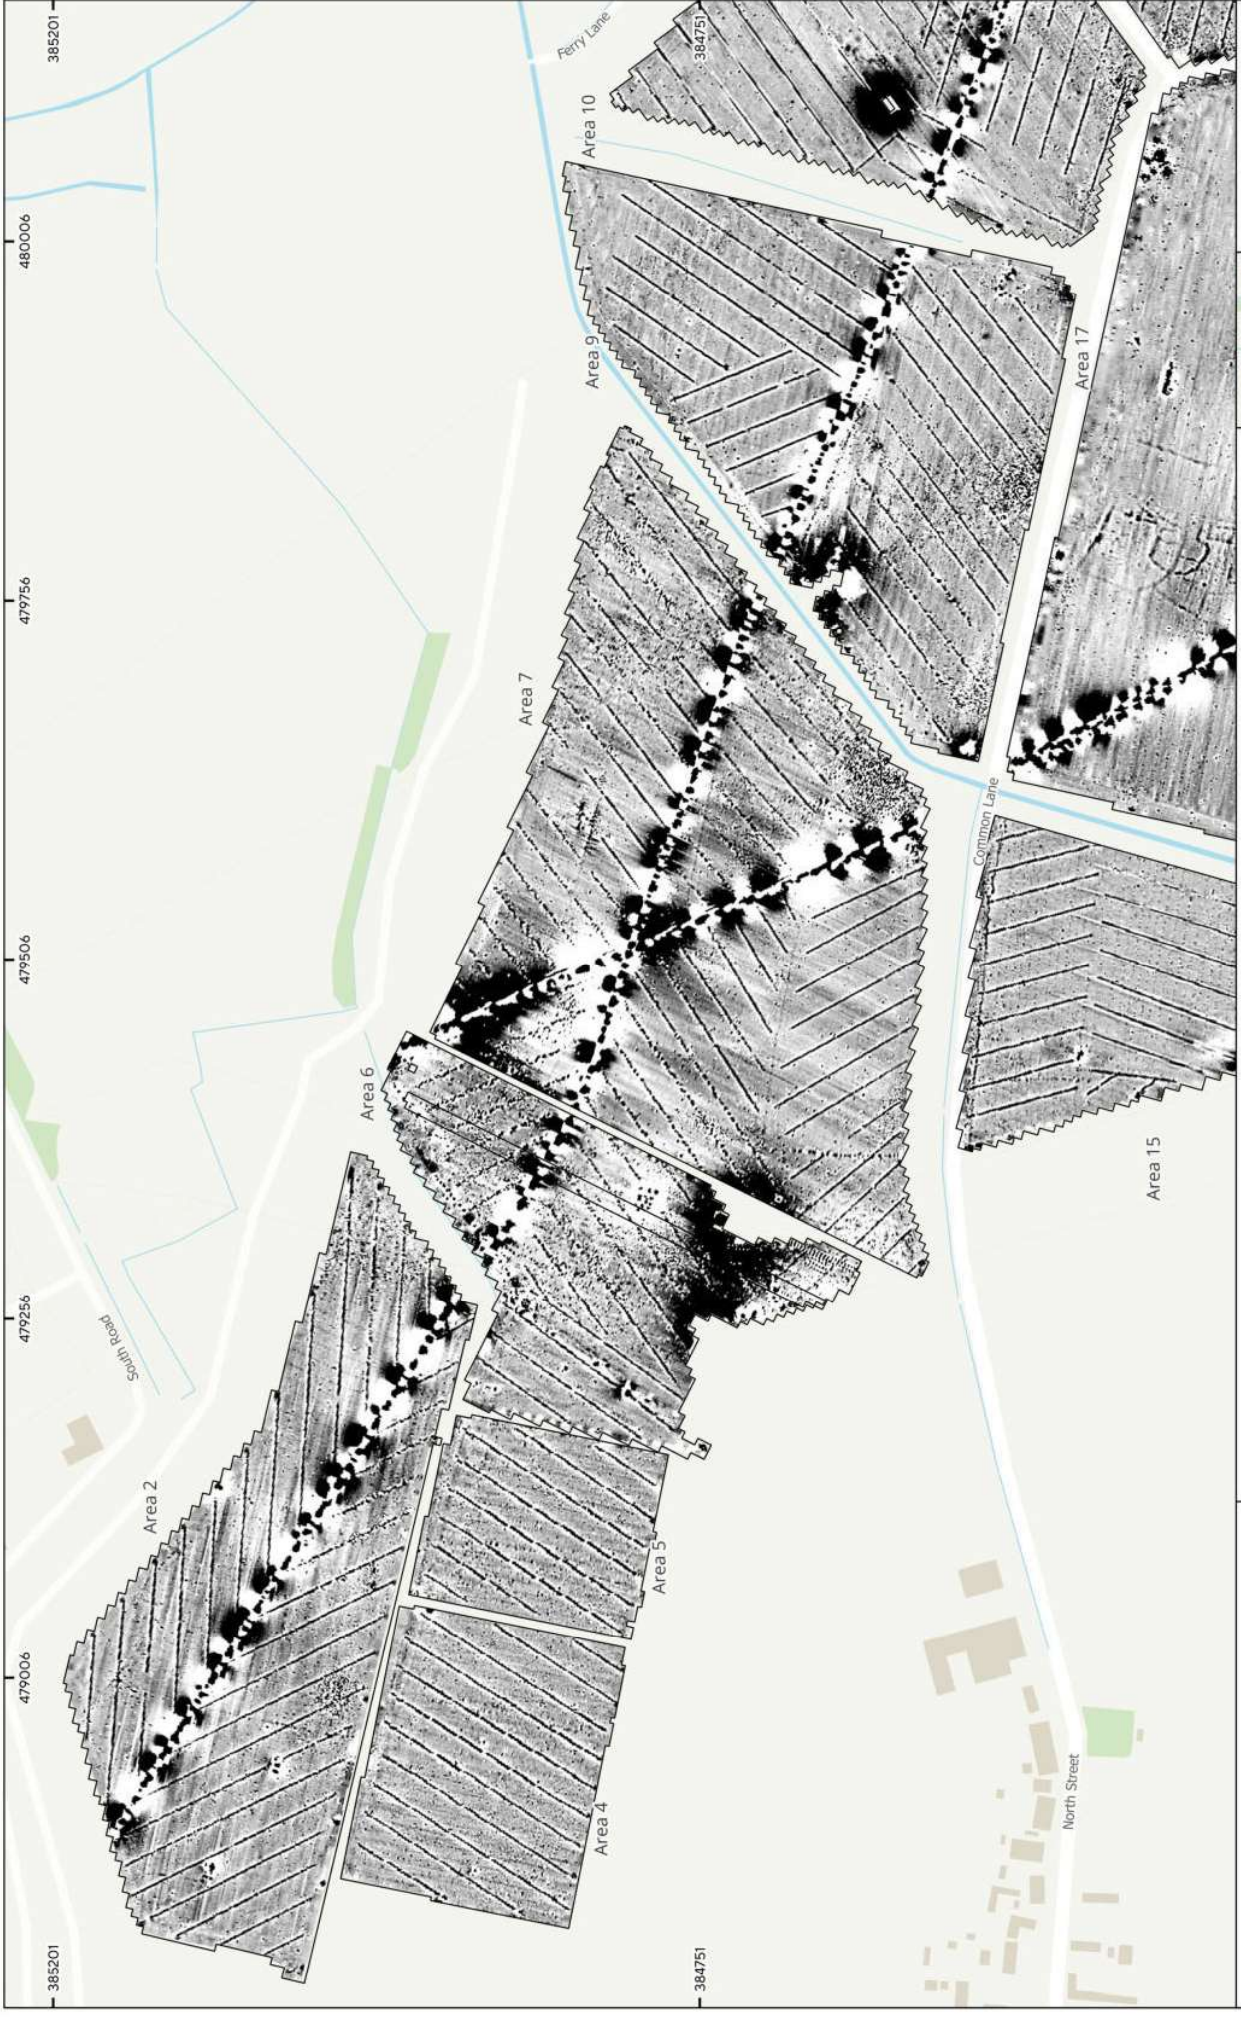 385201
384751
Ferry Lane
Area 10
480006
Area 9
Area 17
479756
Area 7
Common Lane
479506
Area 6
Area 15
479256
South Road
Area 2
Area 5
479006
Area 4
North Street
385201
384751